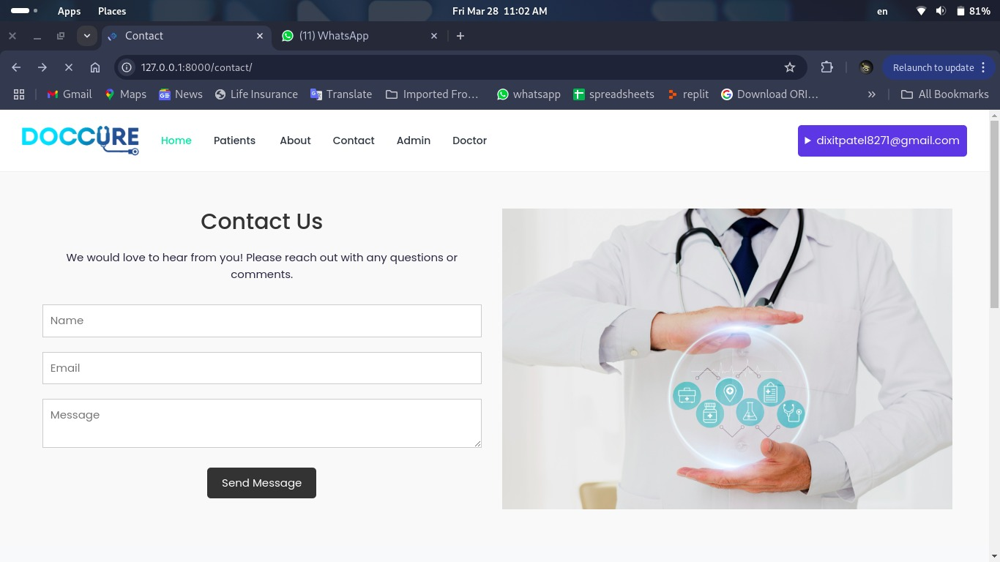 Apps Places Fri Mar 28 11:02 AM en 81%
Contact (11) WhatsApp
127.0.0.1:8000/contact/ Relaunch to update
Gmail Maps News Life Insurance Translate Imported Fro… whatsapp spreadsheets replit Download ORI… All Bookmarks
DOCCURE Home Patients About Contact Admin Doctor dixitpatel8271@gmail.com
Contact Us
We would love to hear from you! Please reach out with any questions or
comments.
Name
Email
Message
Send Message